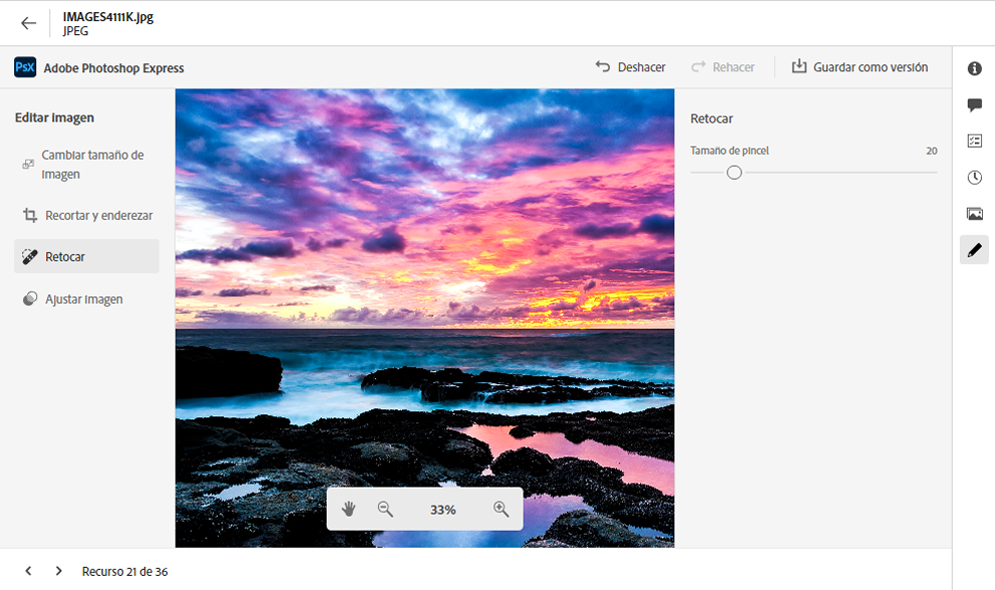 IMAGES4111K.jpg
JPEG
PsX Adobe Photoshop Express
Deshacer
Rehacer
Guardar como versión
Editar imagen
Cambiar tamaño de
imagen
Recortar y enderezar
Retocar
Ajustar imagen
Retocar
Tamaño de pincel 20
33%
Recurso 21 de 36